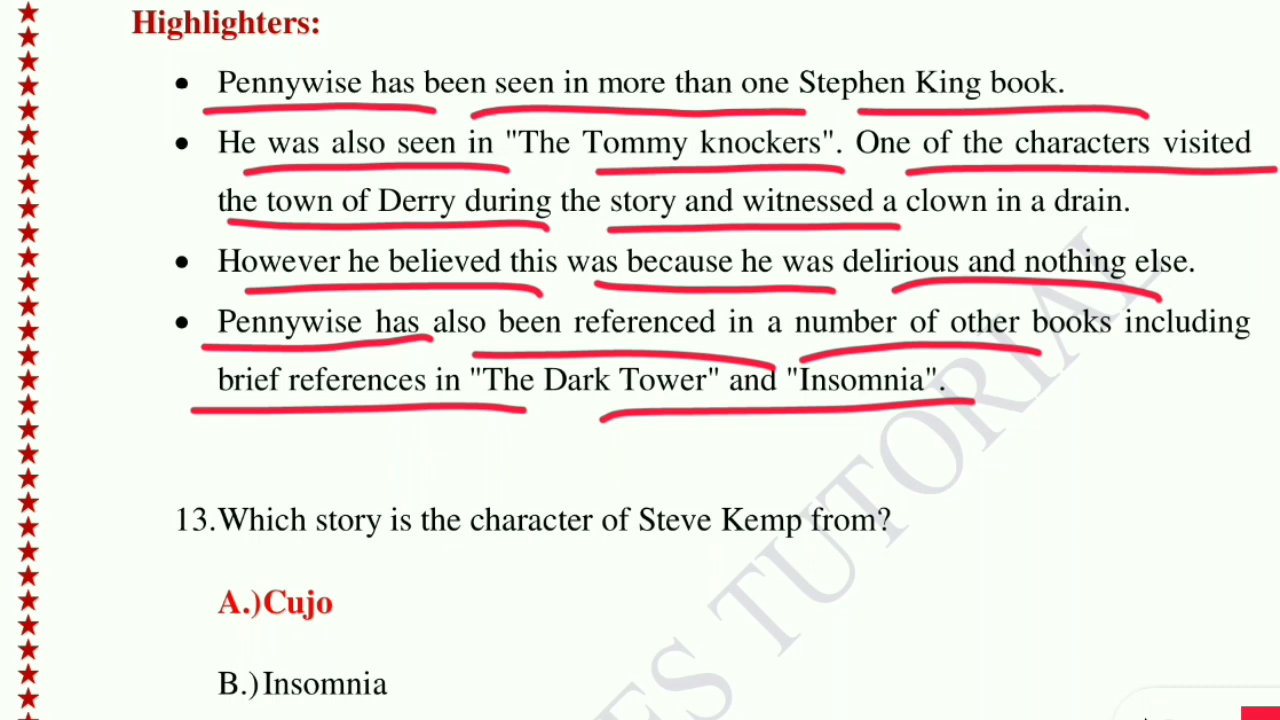 Highlighters:
• Pennywise has been seen in more than one Stephen King book.
• He was also seen in "The Tommy knockers". One of the characters visited
the town of Derry during the story and witnessed a clown in a drain.
• However he believed this was because he was delirious and nothing else.
• Pennywise has also been referenced in a number of other books including
brief references in "The Dark Tower" and "Insomnia".
13.Which story is the character of Steve Kemp from?
A.)Cujo
B.)Insomnia
TUTORIAL